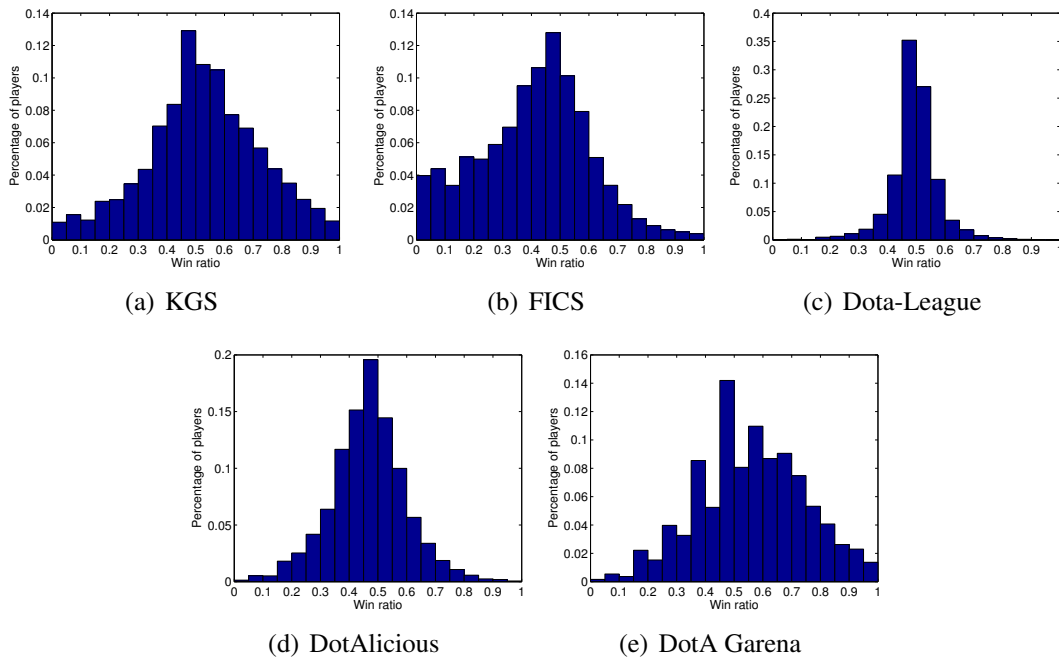 0.14
0.12
0.1
0.08
0.06
0.04
0.02
0
Percentage of players
0 0.1 0.2 0.3 0.4 0.5 0.6 0.7 0.8 0.9 1
Win ratio
(a) KGS
0.14
0.12
0.1
0.08
0.06
0.04
0.02
0
Percentage of players
0 0.1 0.2 0.3 0.4 0.5 0.6 0.7 0.8 0.9 1
Win ratio
(b) FICS
0.4
0.35
0.3
0.25
0.2
0.15
0.1
0.05
0
Percentage of players
0 0.1 0.2 0.3 0.4 0.5 0.6 0.7 0.8 0.9 1
Win ratio
(c) Dota-League
0.2
0.15
0.1
0.05
0
Percentage of players
0 0.1 0.2 0.3 0.4 0.5 0.6 0.7 0.8 0.9 1
Win ratio
(d) DotAlicious
0.16
0.14
0.12
0.1
0.08
0.06
0.04
0.02
0
Percentage of players
0 0.1 0.2 0.3 0.4 0.5 0.6 0.7 0.8 0.9 1
Win ratio
(e) DotA Garena